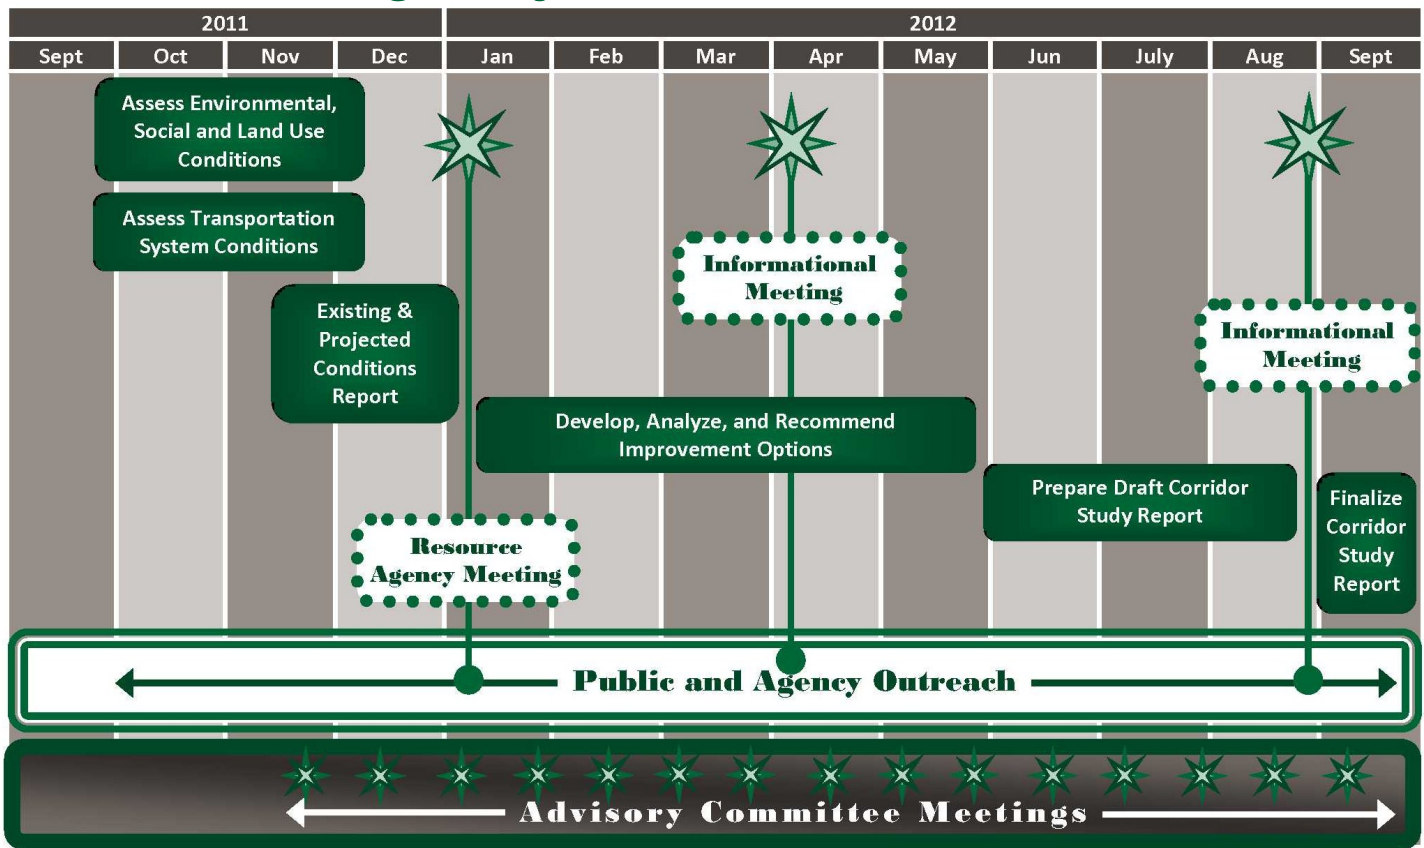 2011
2012
Sept
Oct
Nov
Dec
Jan
Feb
Mar
Apr
May
Jun
July
Aug
Sept
Assess Environmental,
Social and Land Use
Conditions
Assess Transportation
System Conditions
Existing &
Projected
Conditions
Report
Informational
Meeting
Informational
Meeting
Develop, Analyze, and Recommend
Improvement Options
Prepare Draft Corridor
Study Report
Finalize
Corridor
Study
Report
Resource
Agency Meeting
Public and Agency Outreach
Advisory Committee Meetings